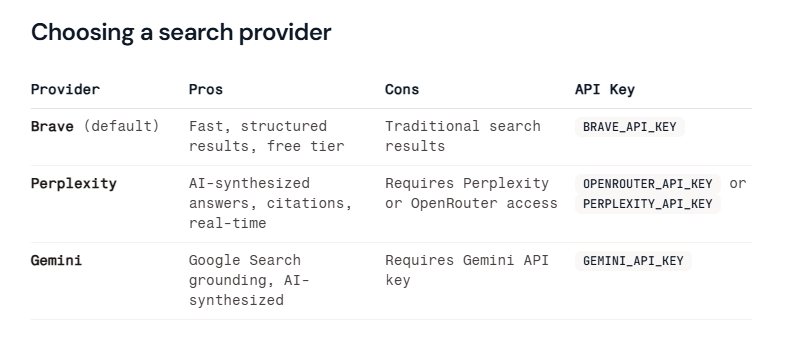 Choosing a search provider
Provider Pros Cons API Key
Brave (default) Fast, structured Traditional search BRAVE_API_KEY
results, free tier results
Perplexity AI-synthesized Requires Perplexity OPENROUTER_API_KEY or
answers, citations, or OpenRouter access PERPLEXITY_API_KEY
real-time
Gemini Google Search Requires Gemini API GEMINI_API_KEY
grounding, AI- key
synthesized